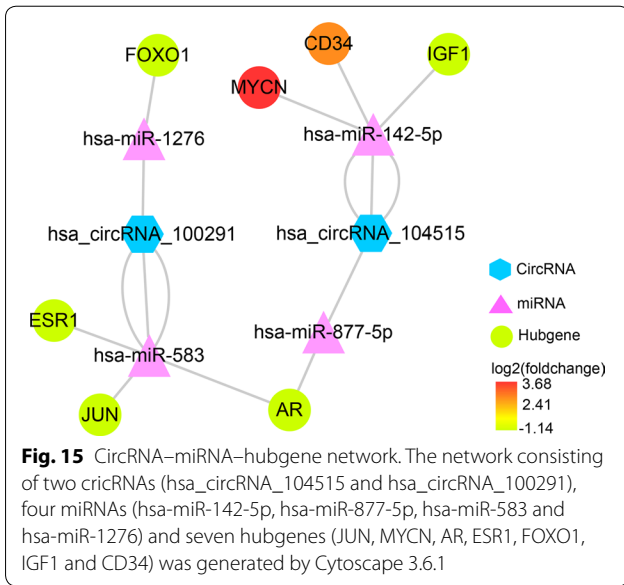 FOXO1
CD34
IGF1
MYCN
hsa-miR-1276
hsa-miR-142-5p
hsa_circRNA_100291
hsa_circRNA_104515
CircRNA
miRNA
Hubgene
ESR1
hsa-miR-583
hsa-miR-877-5p
JUN
AR
log2(foldchange)
3.68
2.41
-1.14
Fig. 15 CircRNA–miRNA–hubgene network. The network consisting
of two cricRNAs (hsa_circRNA_104515 and hsa_circRNA_100291),
four miRNAs (hsa-miR-142-5p, hsa-miR-877-5p, hsa-miR-583 and
hsa-miR-1276) and seven hubgenes (JUN, MYCN, AR, ESR1, FOXO1,
IGF1 and CD34) was generated by Cytoscape 3.6.1